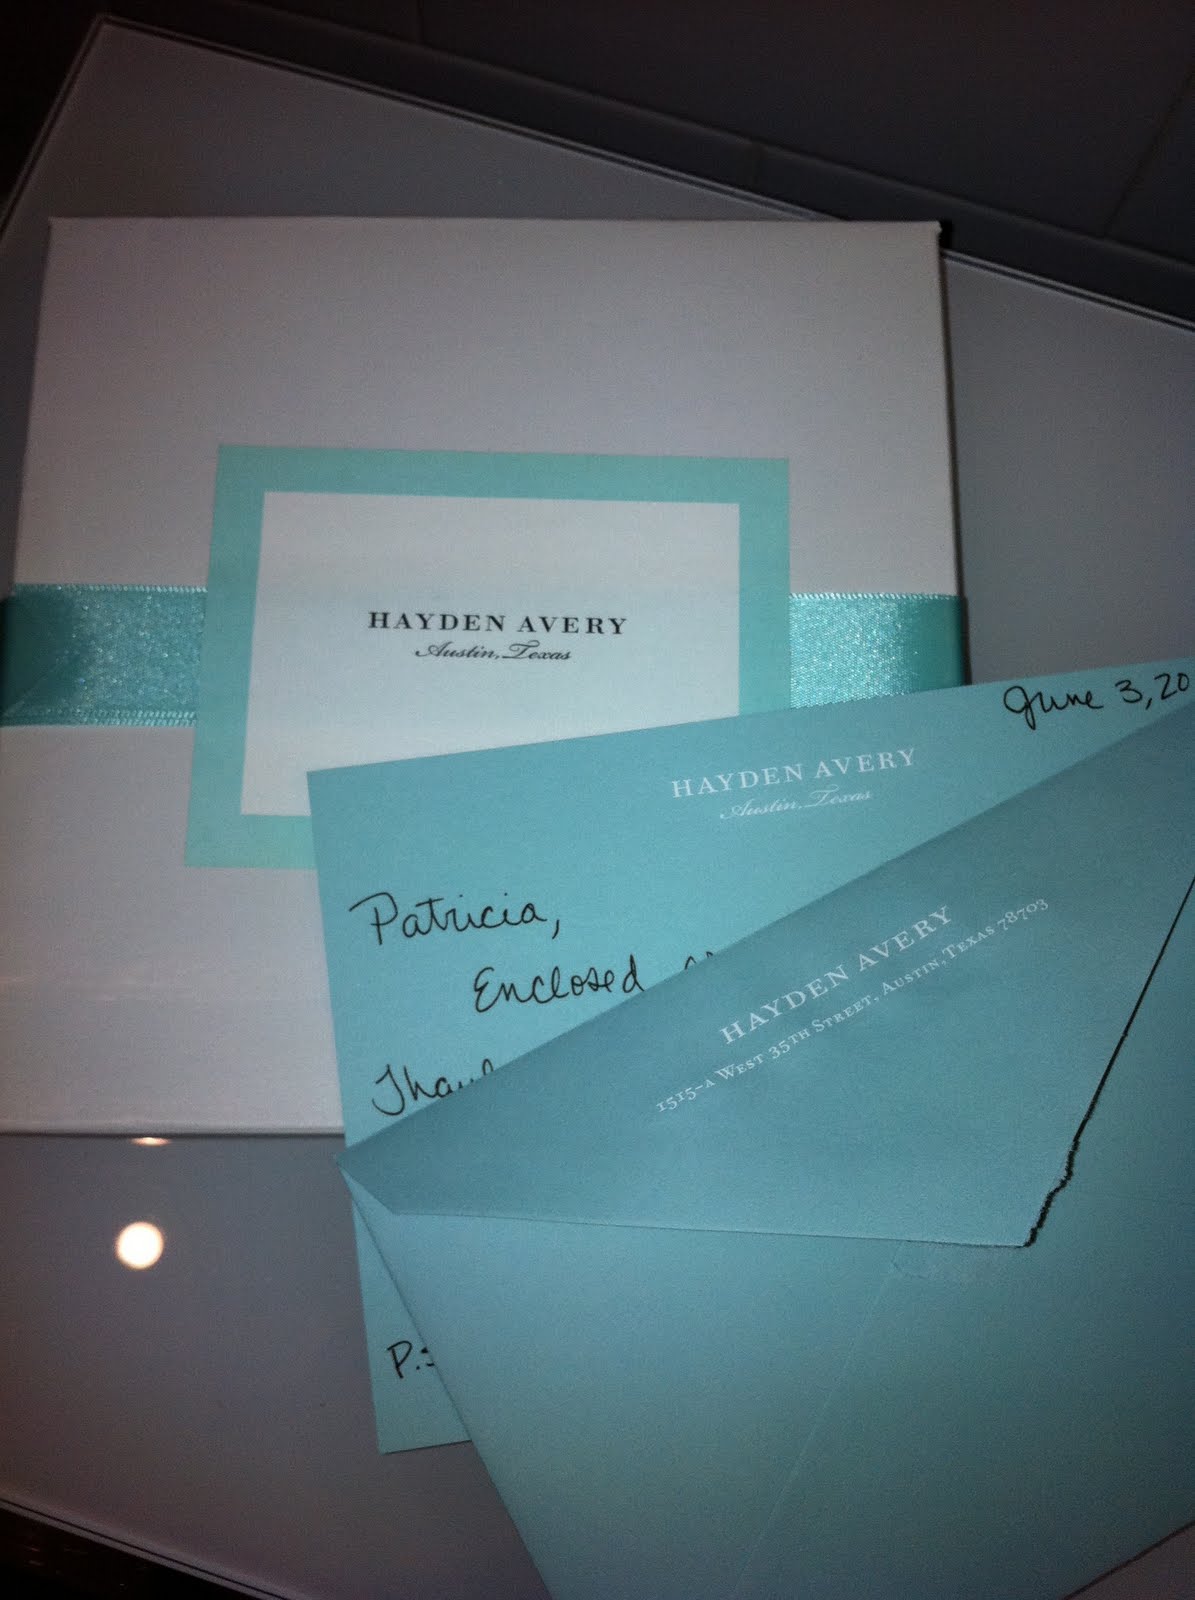 HAYDEN AVERY
Austin, Texas
June 3, 20
HAYDEN AVERY
Austin, Texas
Patricia,
Enclosed
HAYDEN AVERY
1515-A WEST 35TH STREET, AUSTIN, TEXAS 78703
P.S